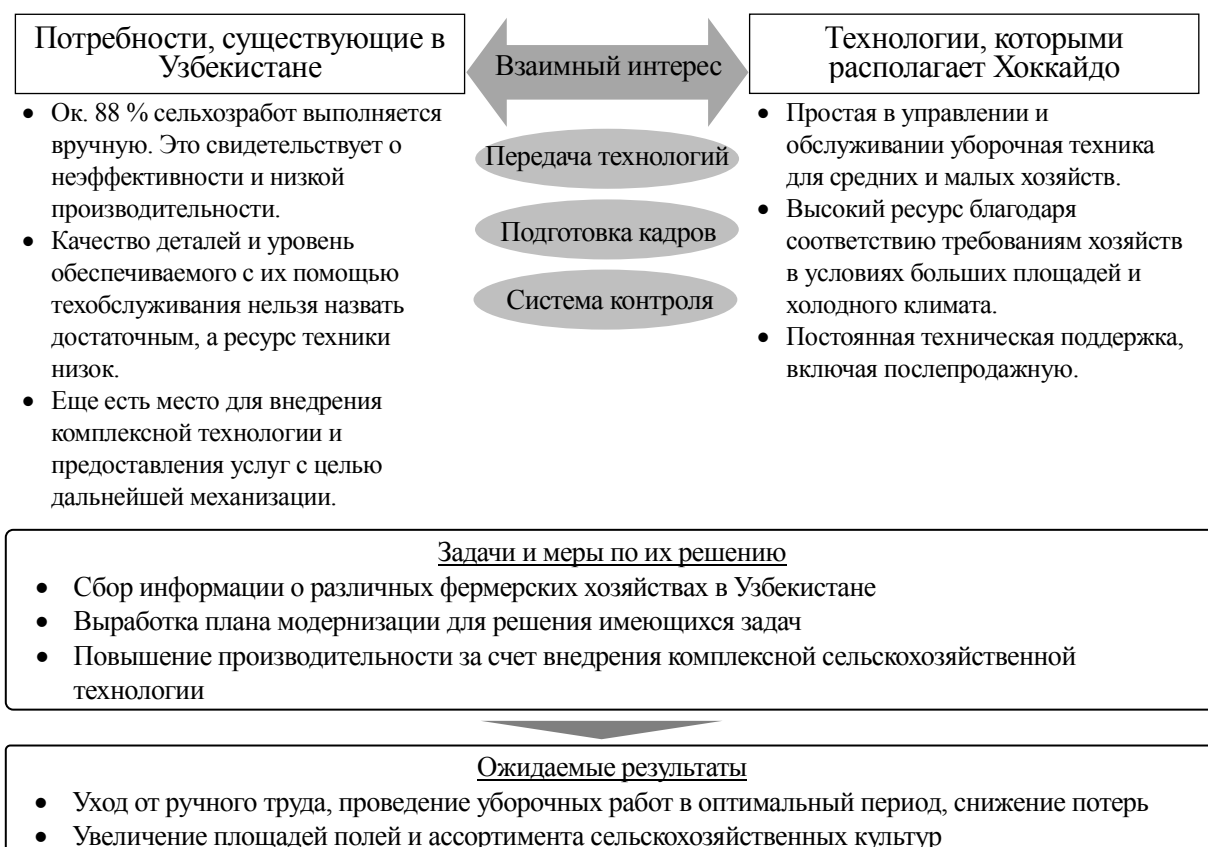 Потребности, существующие в
Узбекистане
Взаимный интерес
Технологии, которыми
располагает Хоккайдо
• Ок. 88 % сельхозработ выполняется
вручную. Это свидетельствует о
неэффективности и низкой
производительности.
• Качество деталей и уровень
обеспечиваемого с их помощью
техобслуживания нельзя назвать
достаточным, а ресурс техники
низок.
• Еще есть место для внедрения
комплексной технологии и
предоставления услуг с целью
дальнейшей механизации.
Передача технологий
Подготовка кадров
Система контроля
• Простая в управлении и
обслуживании уборочная техника
для средних и малых хозяйств.
• Высокий ресурс благодаря
соответствию требованиям хозяйств
в условиях больших площадей и
холодного климата.
• Постоянная техническая поддержка,
включая послепродажную.
Задачи и меры по их решению
• Сбор информации о различных фермерских хозяйствах в Узбекистане
• Выработка плана модернизации для решения имеющихся задач
• Повышение производительности за счет внедрения комплексной сельскохозяйственной
технологии
Ожидаемые результаты
• Уход от ручного труда, проведение уборочных работ в оптимальный период, снижение потерь
• Увеличение площадей полей и ассортимента сельскохозяйственных культур